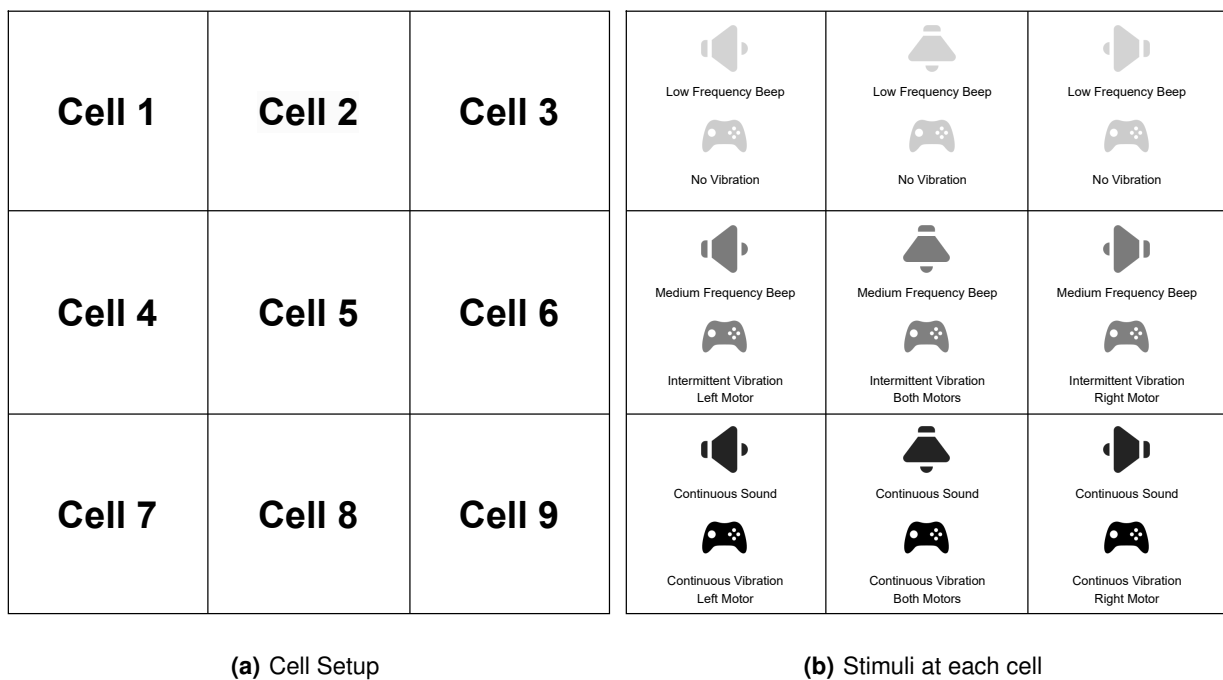 Cell 1
Cell 2
Cell 3
Cell 4
Cell 5
Cell 6
Cell 7
Cell 8
Cell 9
(a) Cell Setup
Low Frequency Beep
No Vibration
Low Frequency Beep
No Vibration
Low Frequency Beep
No Vibration
Medium Frequency Beep
Intermittent Vibration
Left Motor
Medium Frequency Beep
Intermittent Vibration
Both Motors
Medium Frequency Beep
Intermittent Vibration
Right Motor
Continuous Sound
Continuous Vibration
Left Motor
Continuous Sound
Continuous Vibration
Both Motors
Continuous Sound
Continuos Vibration
Right Motor
(b) Stimuli at each cell